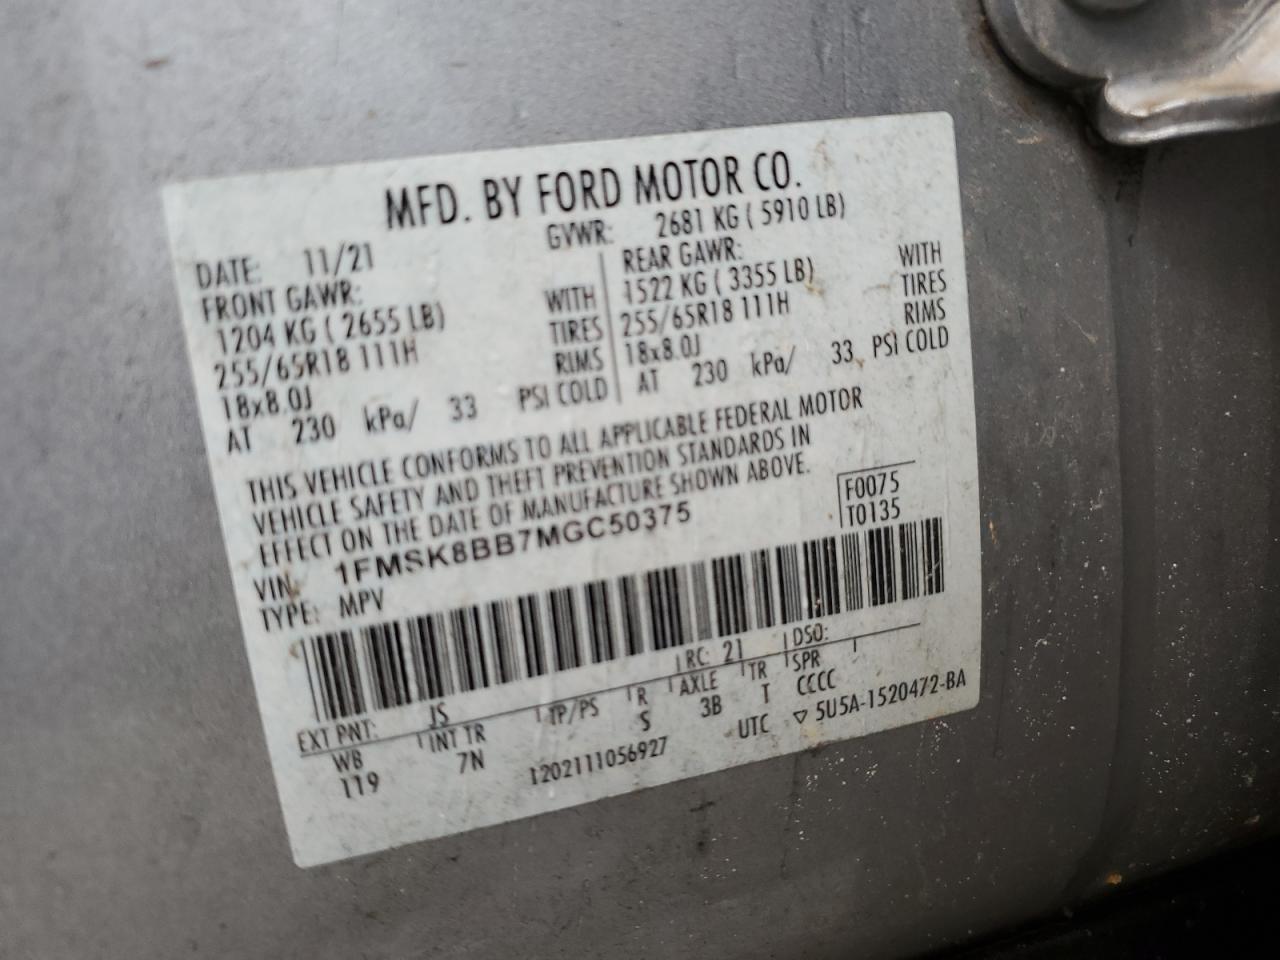 MFD. BY FORD MOTOR CO.
DATE: 11/21 GVWR: 2681 KG ( 5910 LB)
FRONT GAWR: REAR GAWR:
1204 KG ( 2655 LB) WITH 1522 KG ( 3355 LB) WITH
255/65R18 111H TIRES 255/65R18 111H TIRES
18x8.0J RIMS 18x8.0J RIMS
AT 230 kPa/ 33 PSI COLD AT 230 kPa/ 33 PSI COLD
THIS VEHICLE CONFORMS TO ALL APPLICABLE FEDERAL MOTOR
VEHICLE SAFETY AND THEFT PREVENTION STANDARDS IN
EFFECT ON THE DATE OF MANUFACTURE SHOWN ABOVE.
VIN: 1FMSK8BB7MGC50375 F0075
TYPE: MPV T0135
EXT PNT: JS RC: 21 DSO:
WB INT TR TP/PS R AXLE TR SPR
119 7N S 3B T CCCC
1202111056927 UTC ▽ 5U5A-1520472-BA